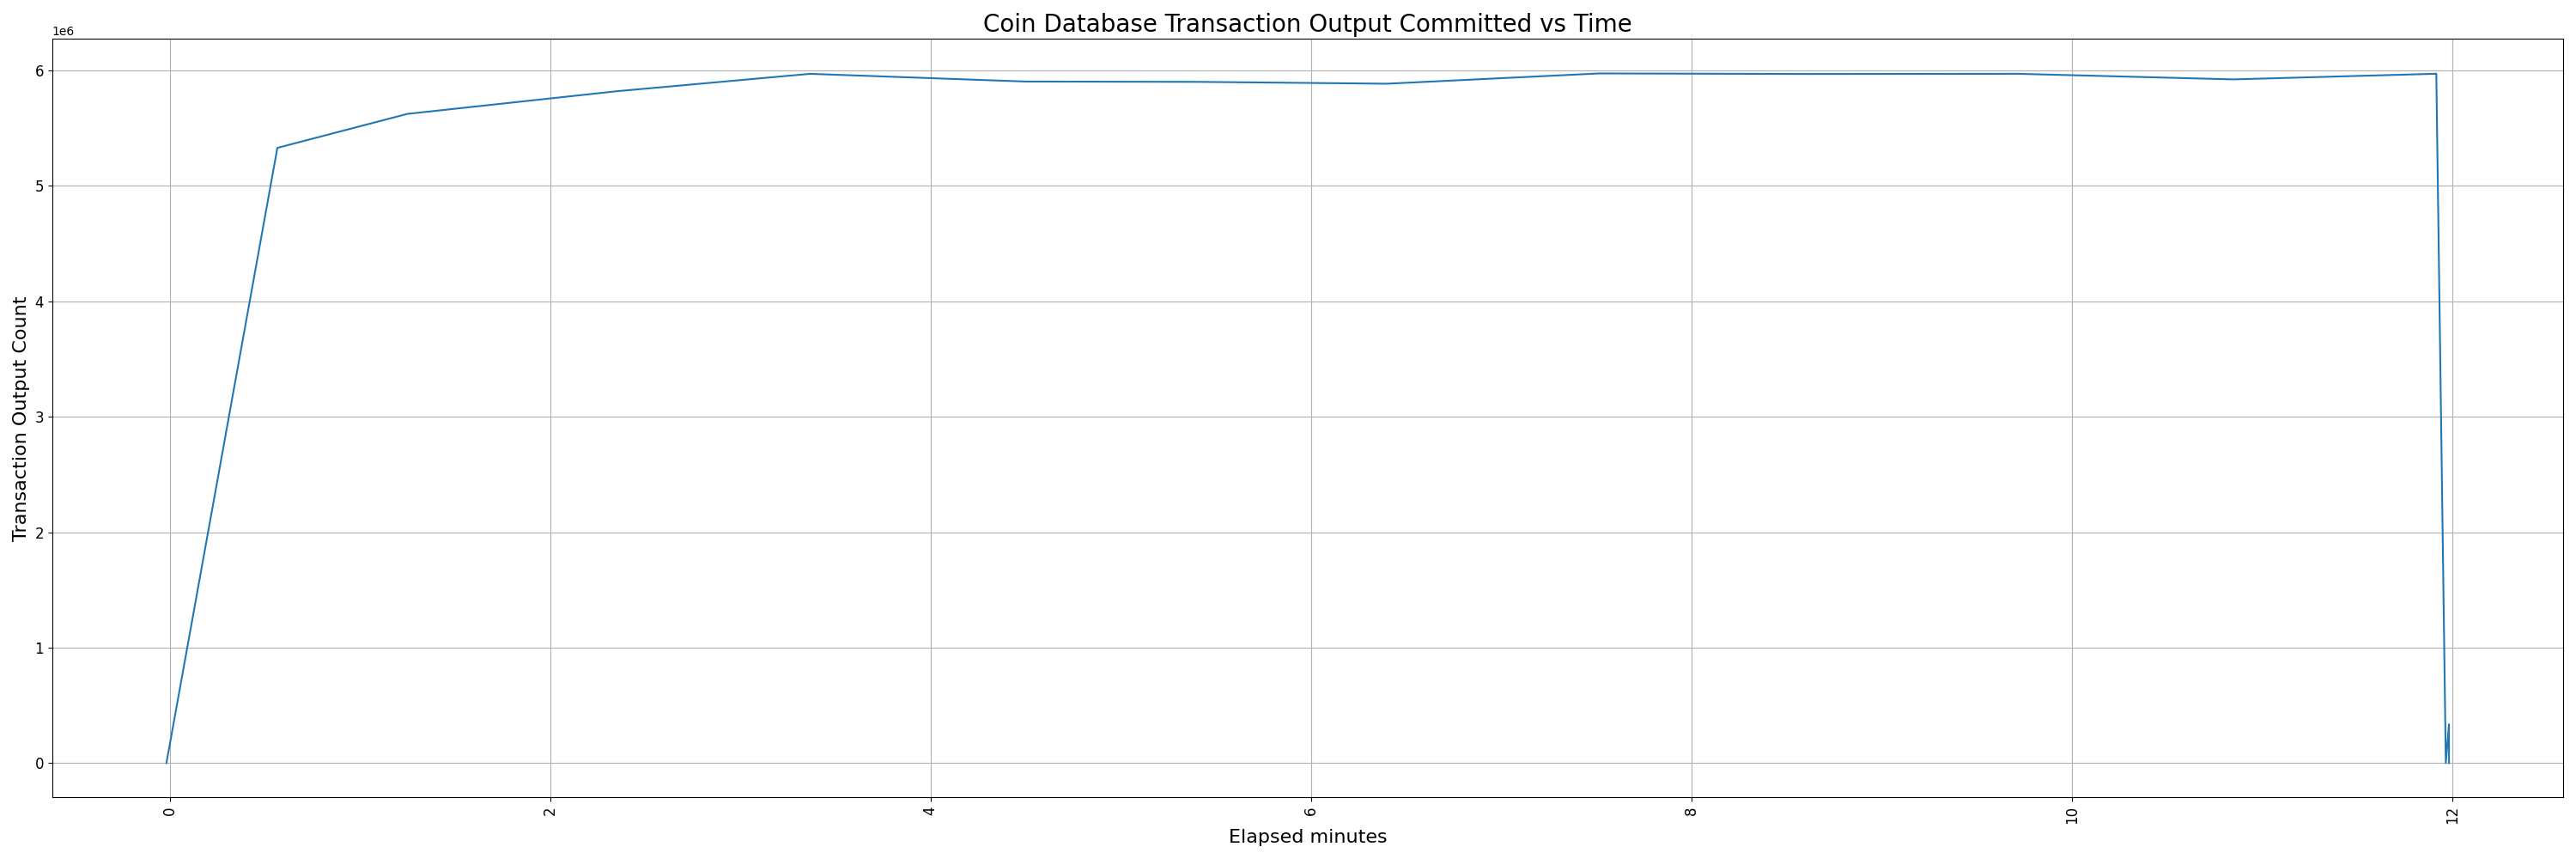 Coin Database Transaction Output Committed vs Time
1e6
6
5
4
3
2
1
0
Transaction Output Count
0 2 4 6 8 10 12
Elapsed minutes